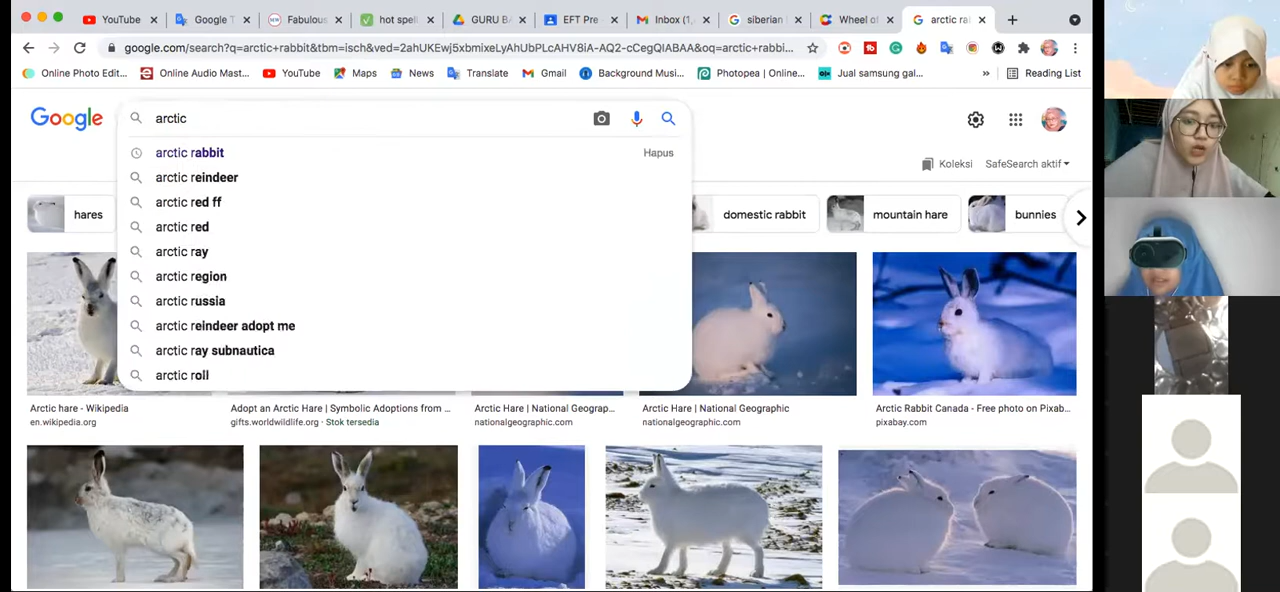 YouTube
Google T
Fabulous
hot spell
GURU BA
EFT Pre
Inbox (1,
siberian
Wheel of
arctic ra
google.com/search?q=arctic+rabbit&tbm=isch&ved=2ahUKEwj5xbmixeLyAhUbPLcAHV8iA-AQ2-cCegQIABAA&oq=arctic+rabbi...
Online Photo Edit...
Online Audio Mast...
YouTube
Maps
News
Translate
Gmail
Background Musi...
Photopea | Online...
Jual samsung gal...
»
Reading List
Google
arctic
arctic rabbit
Hapus
arctic reindeer
arctic red ff
arctic red
arctic ray
arctic region
arctic russia
arctic reindeer adopt me
arctic ray subnautica
arctic roil
Koleksi
SafeSearch aktif
hares
domestic rabbit
mountain hare
bunnies
Arctic hare - Wikipedia
en.wikipedia.org
Adopt an Arctic Hare | Symbolic Adoptions from ...
gifts.worldwildlife.org · Stok tersedia
Arctic Hare | National Geograp...
nationalgeographic.com
Arctic Hare | National Geographic
nationalgeographic.com
Arctic Rabbit Canada - Free photo on Pixab...
pixabay.com